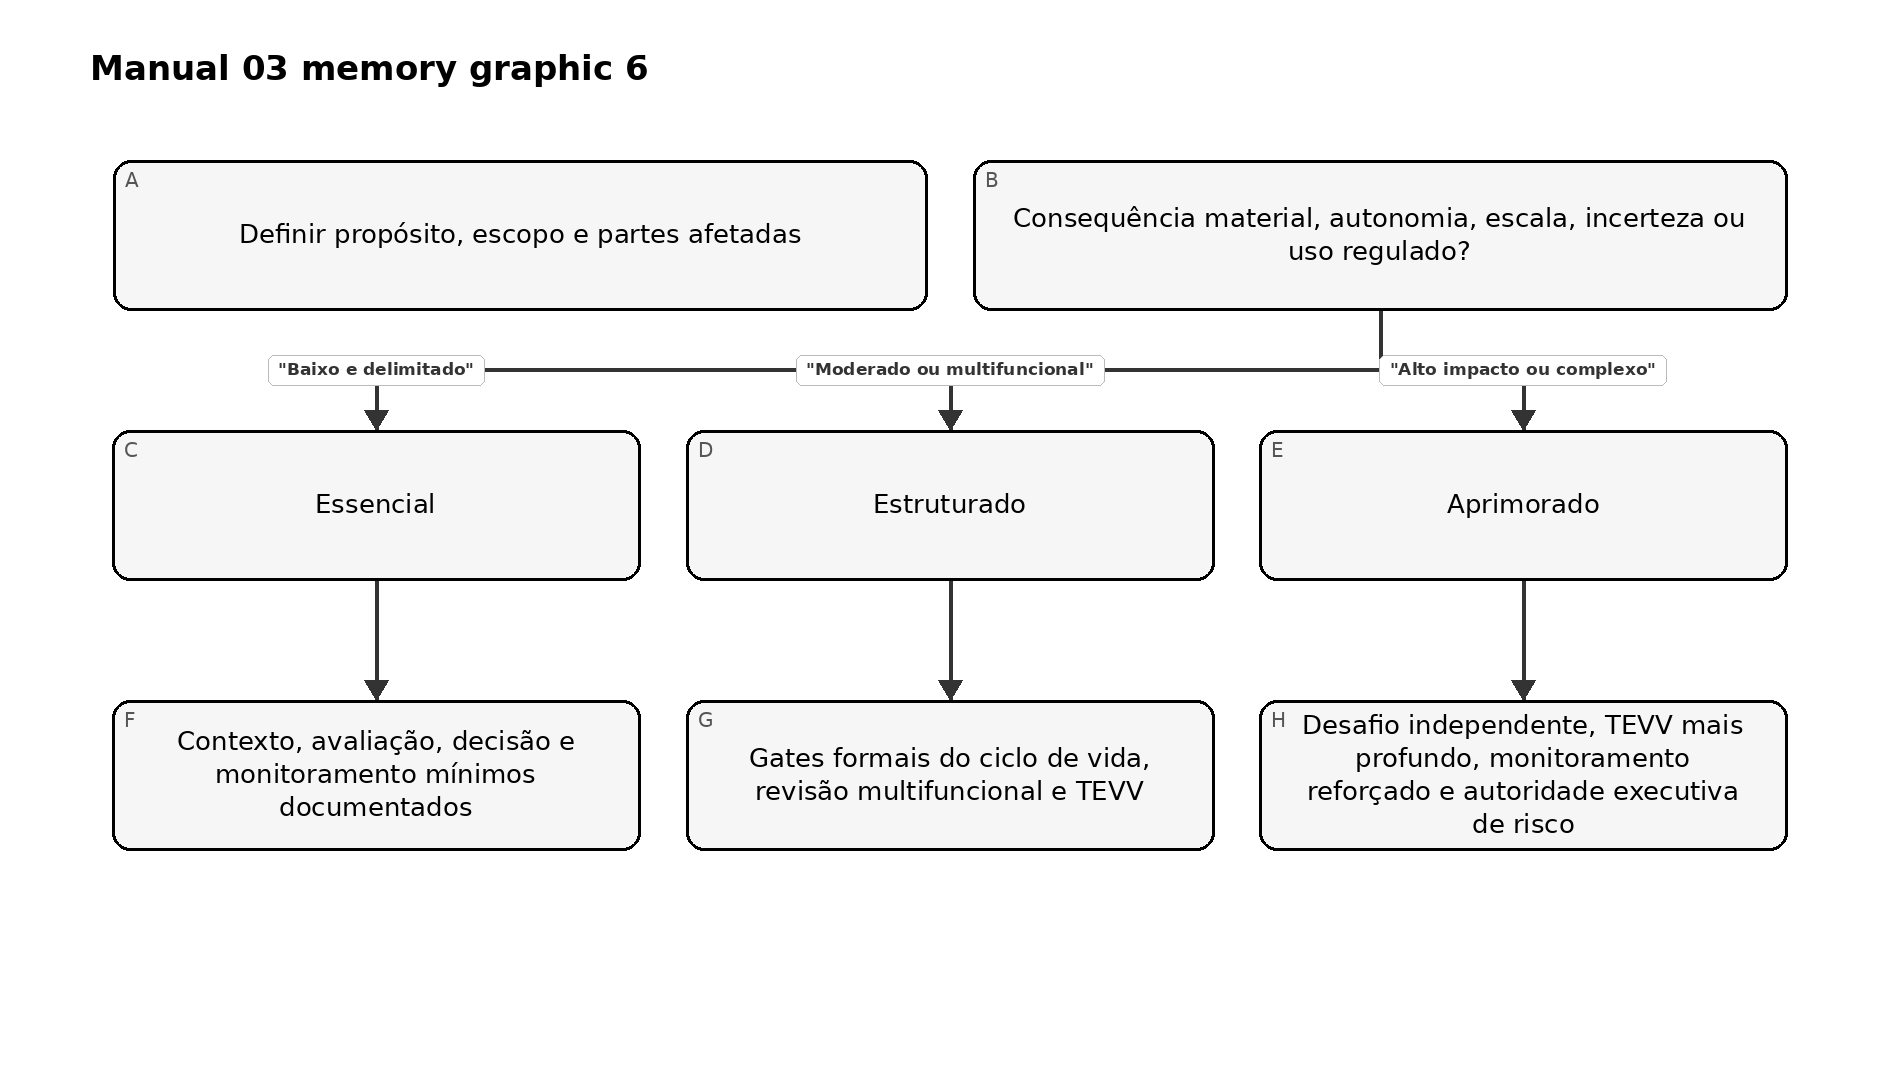 Manual 03 memory graphic 6
A
Definir propósito, escopo e partes afetadas
B
Consequência material, autonomia, escala, incerteza ou
uso regulado?
"Baixo e delimitado"
"Moderado ou multifuncional"
"Alto impacto ou complexo"
C
Essencial
D
Estruturado
E
Aprimorado
F
Contexto, avaliação, decisão e
monitoramento mínimos
documentados
G
Gates formais do ciclo de vida,
revisão multifuncional e TEVV
H
Desafio independente, TEVV mais
profundo, monitoramento
reforçado e autoridade executiva
de risco